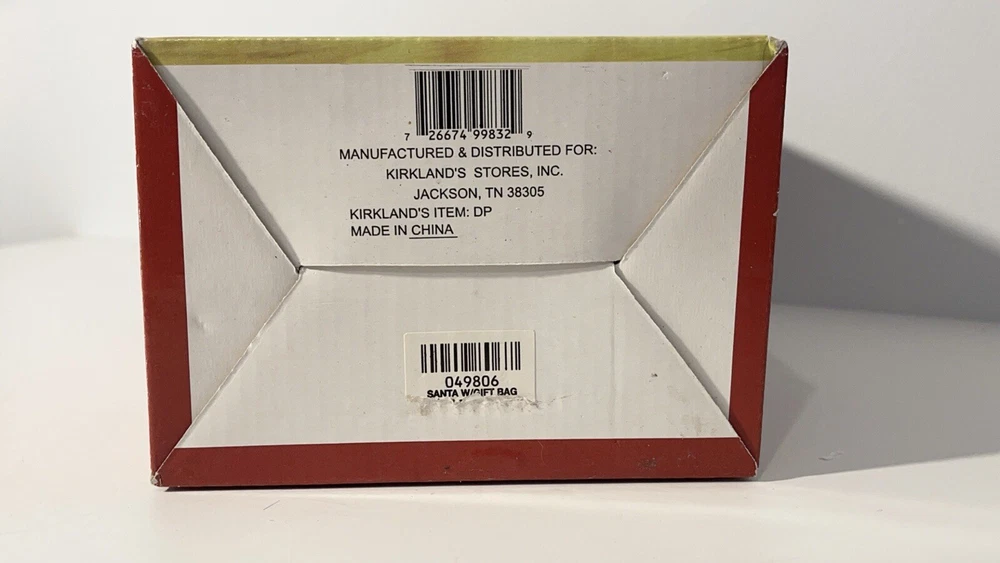 7 26674 99832 9
MANUFACTURED & DISTRIBUTED FOR:
KIRKLAND'S STORES, INC.
JACKSON, TN 38305
KIRKLAND'S ITEM: DP
MADE IN CHINA
049806
SANTA W/GIFT BAG